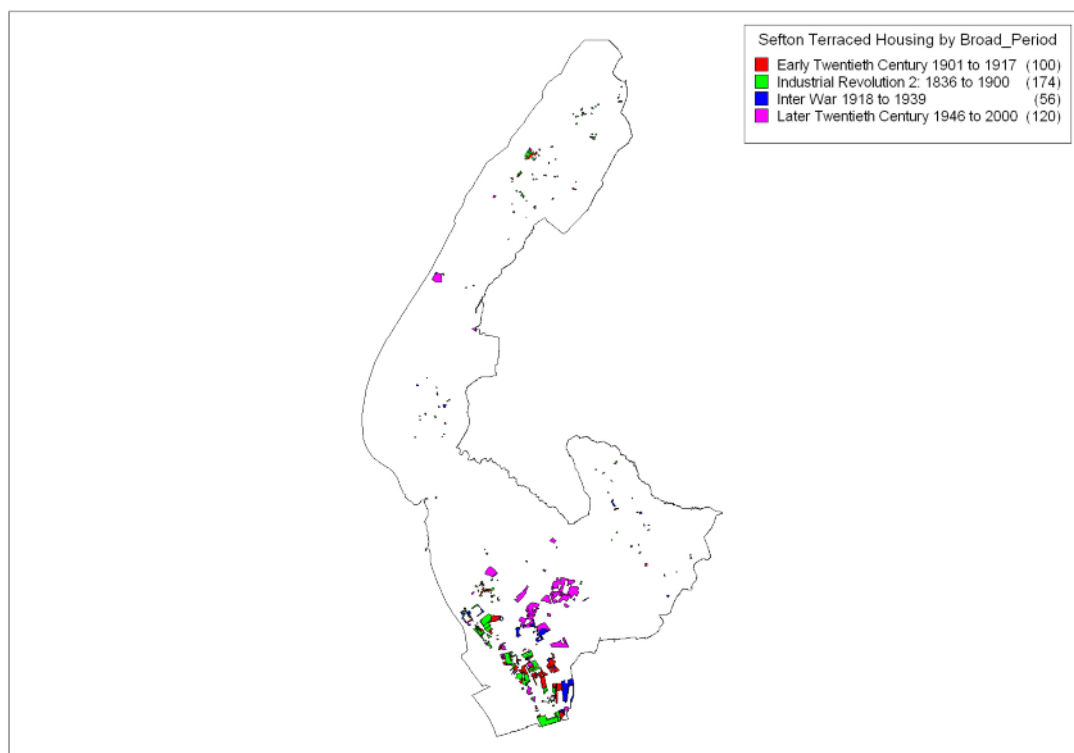 Sefton Terraced Housing by Broad_Period
Early Twentieth Century 1901 to 1917 (100)
Industrial Revolution 2: 1836 to 1900 (174)
Inter War 1918 to 1939 (56)
Later Twentieth Century 1946 to 2000 (120)